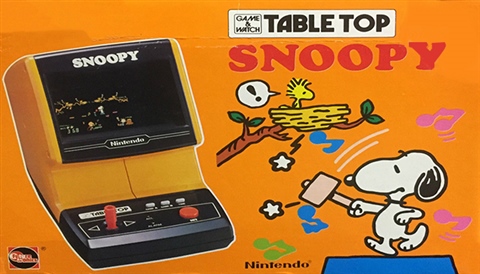 GAME & WATCH TABLE TOP
SNOOPY
SNOOPY
Nintendo
TABLE TOP
Nintendo